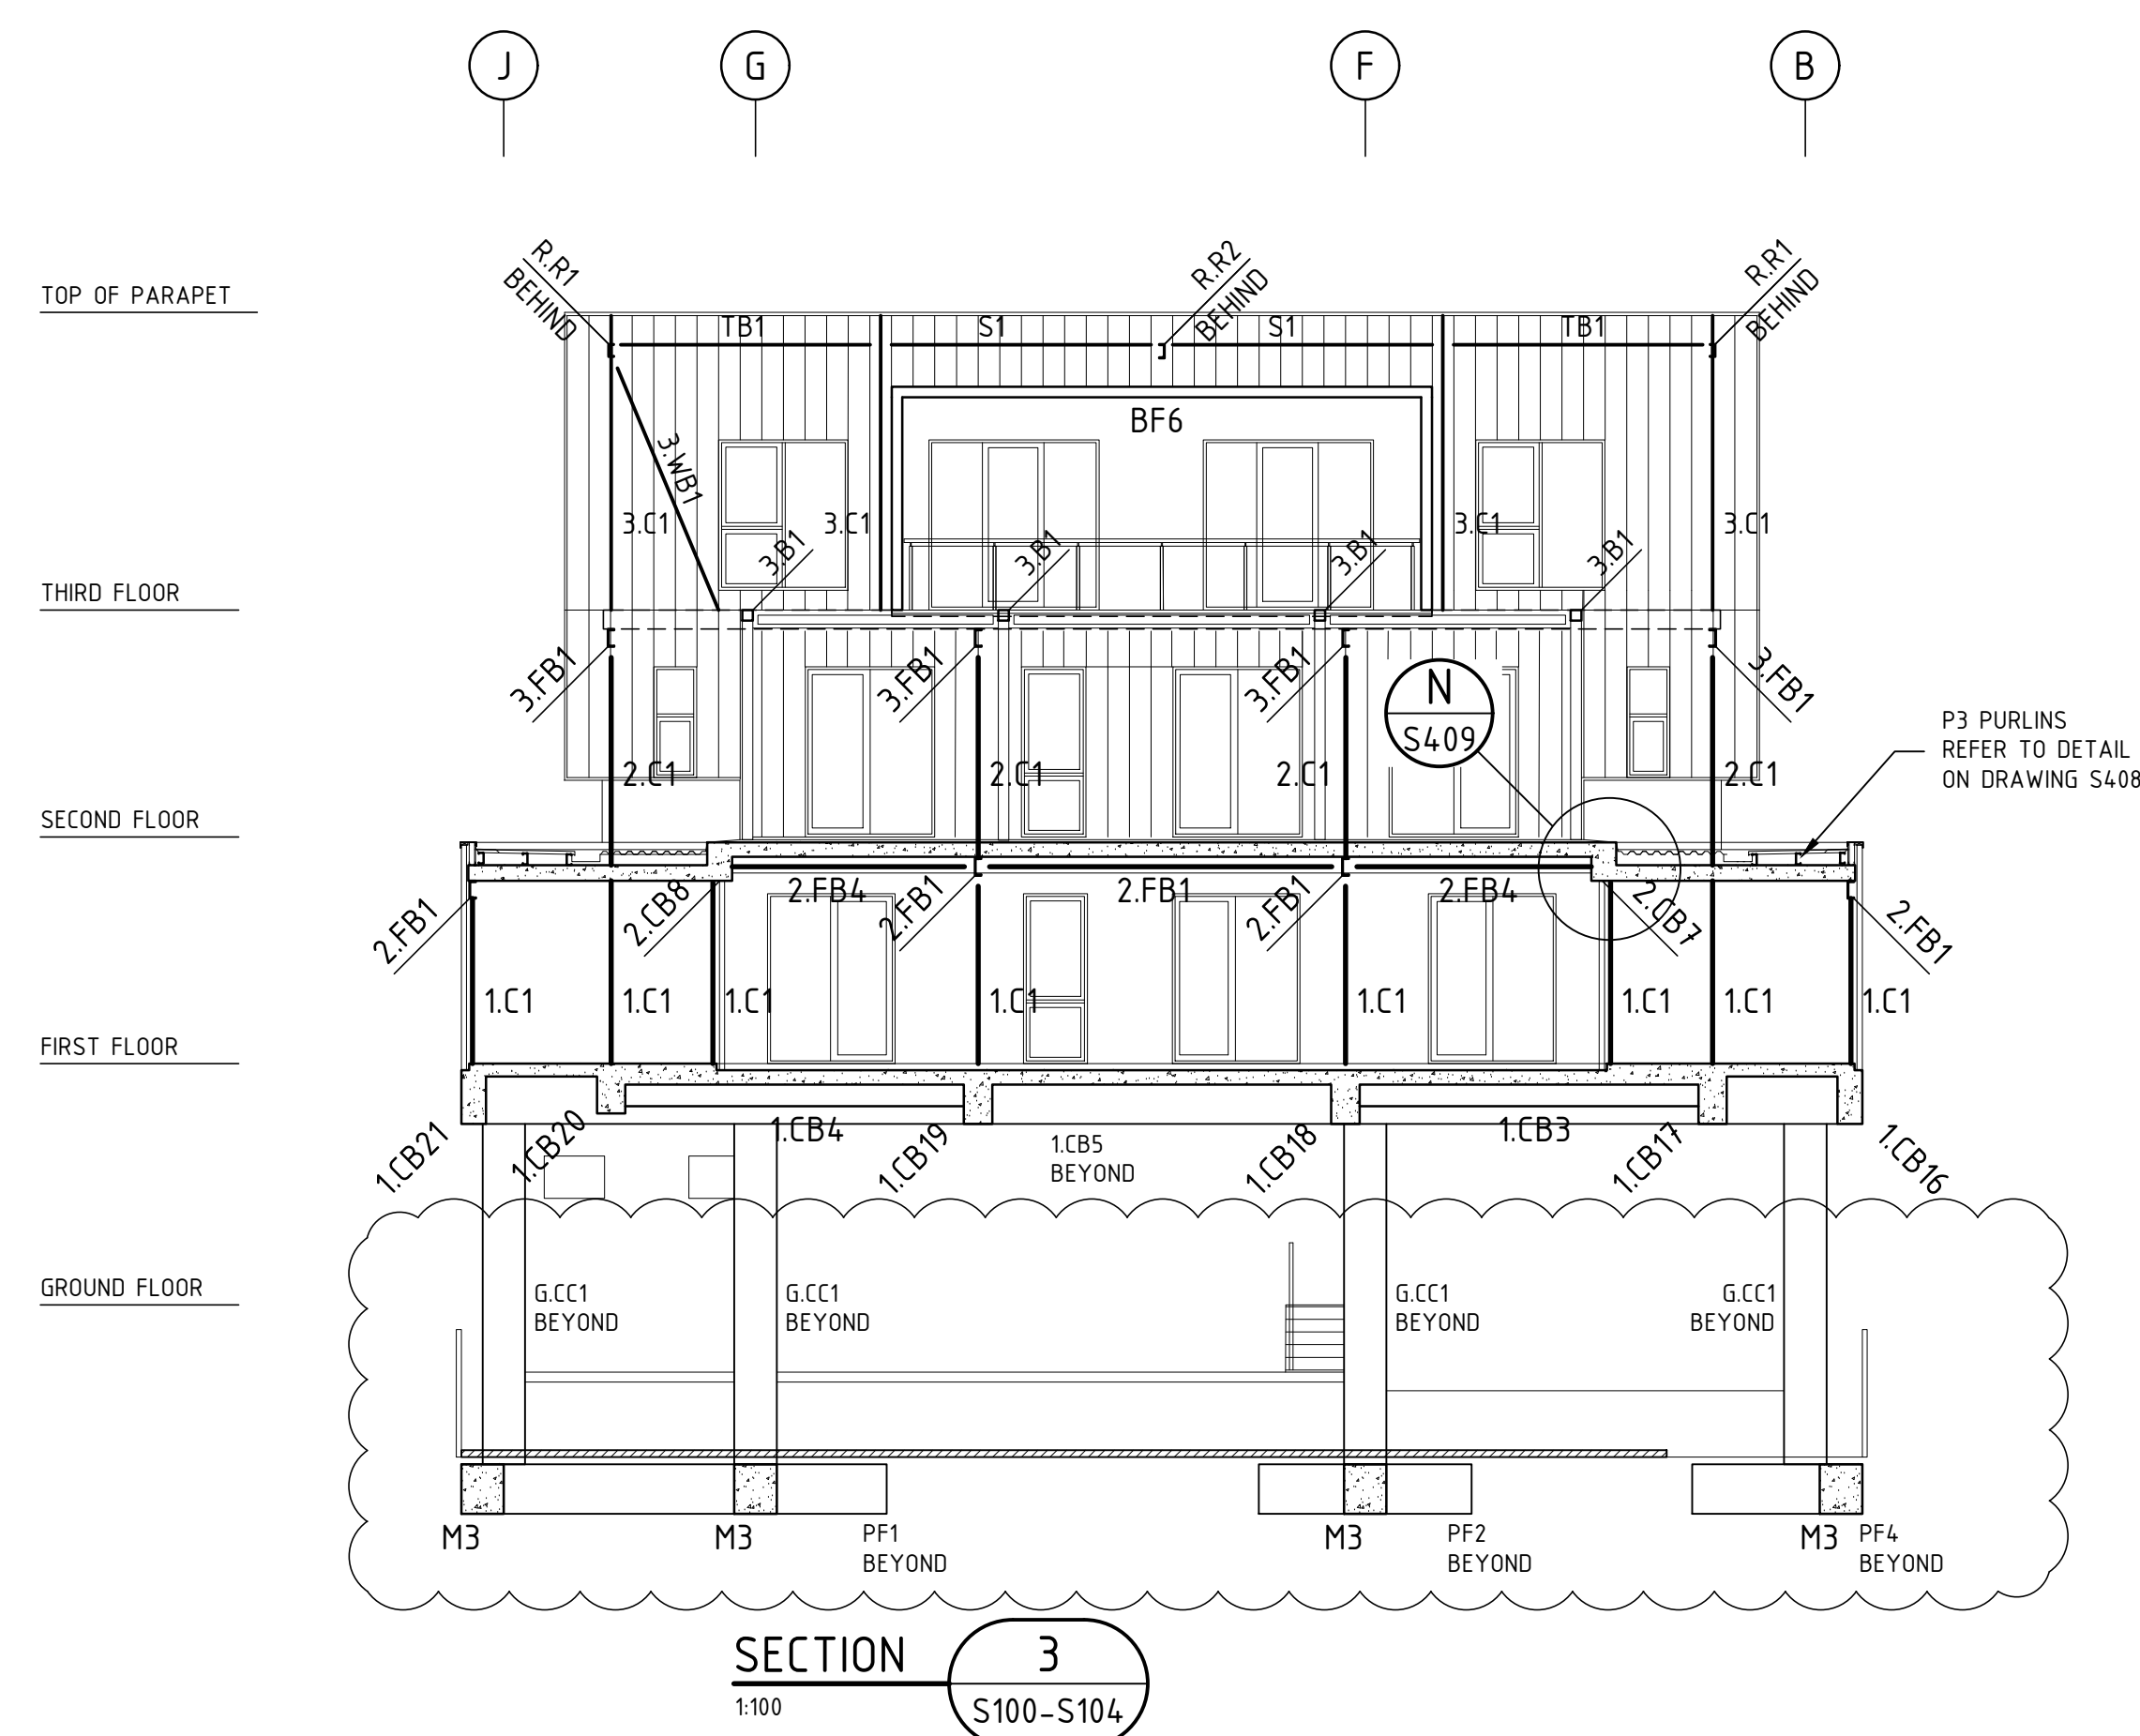 J
G
F
B
R.R1
BEHIND
R.R2
BEHIND
R.R1
BEHIND
TOP OF PARAPET
TB1
S1
S1
TB1
BF6
3.WB1
3.C1
3.C1
3.C1
3.C1
3.B1
3.B1
3.B1
3.B1
THIRD FLOOR
3.FB1
3.FB1
3.FB1
3.FB1
N
S409
P3 PURLINS
REFER TO DETAIL
ON DRAWING S408
2.C1
2.C1
2.C1
2.C1
SECOND FLOOR
2.FB1
2.CB8
2.FB4
2.FB1
2.FB1
2.FB1
2.FB4
2.CB7
2.FB1
1.C1
1.C1
1.C1
1.C1
1.C1
1.C1
1.C1
1.C1
FIRST FLOOR
1.CB21
1.CB20
1.CB4
1.CB19
1.CB5
BEYOND
1.CB18
1.CB3
1.CB17
1.CB16
GROUND FLOOR
G.CC1
BEYOND
G.CC1
BEYOND
G.CC1
BEYOND
G.CC1
BEYOND
M3
M3
PF1
BEYOND
M3
PF2
BEYOND
M3
PF4
BEYOND
SECTION
1:100
3
S100-S104